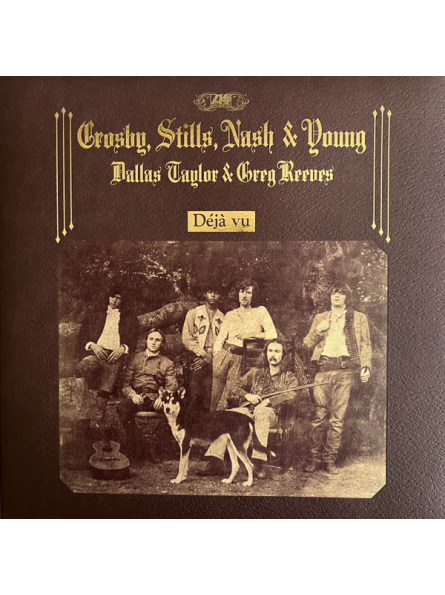 Crosby, Stills, Nash & Young
Dallas Taylor & Greg Reeves
Déjà vu